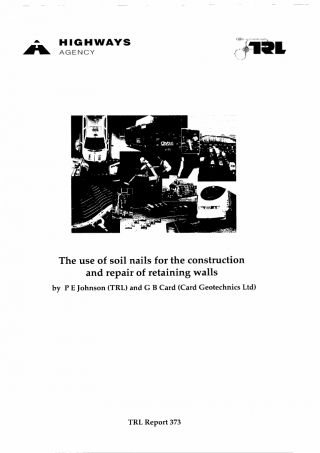 HIGHWAYS
AGENCY
TRL
The use of soil nails for the construction
and repair of retaining walls
by P E Johnson (TRL) and G B Card (Card Geotechnics Ltd)
TRL Report 373